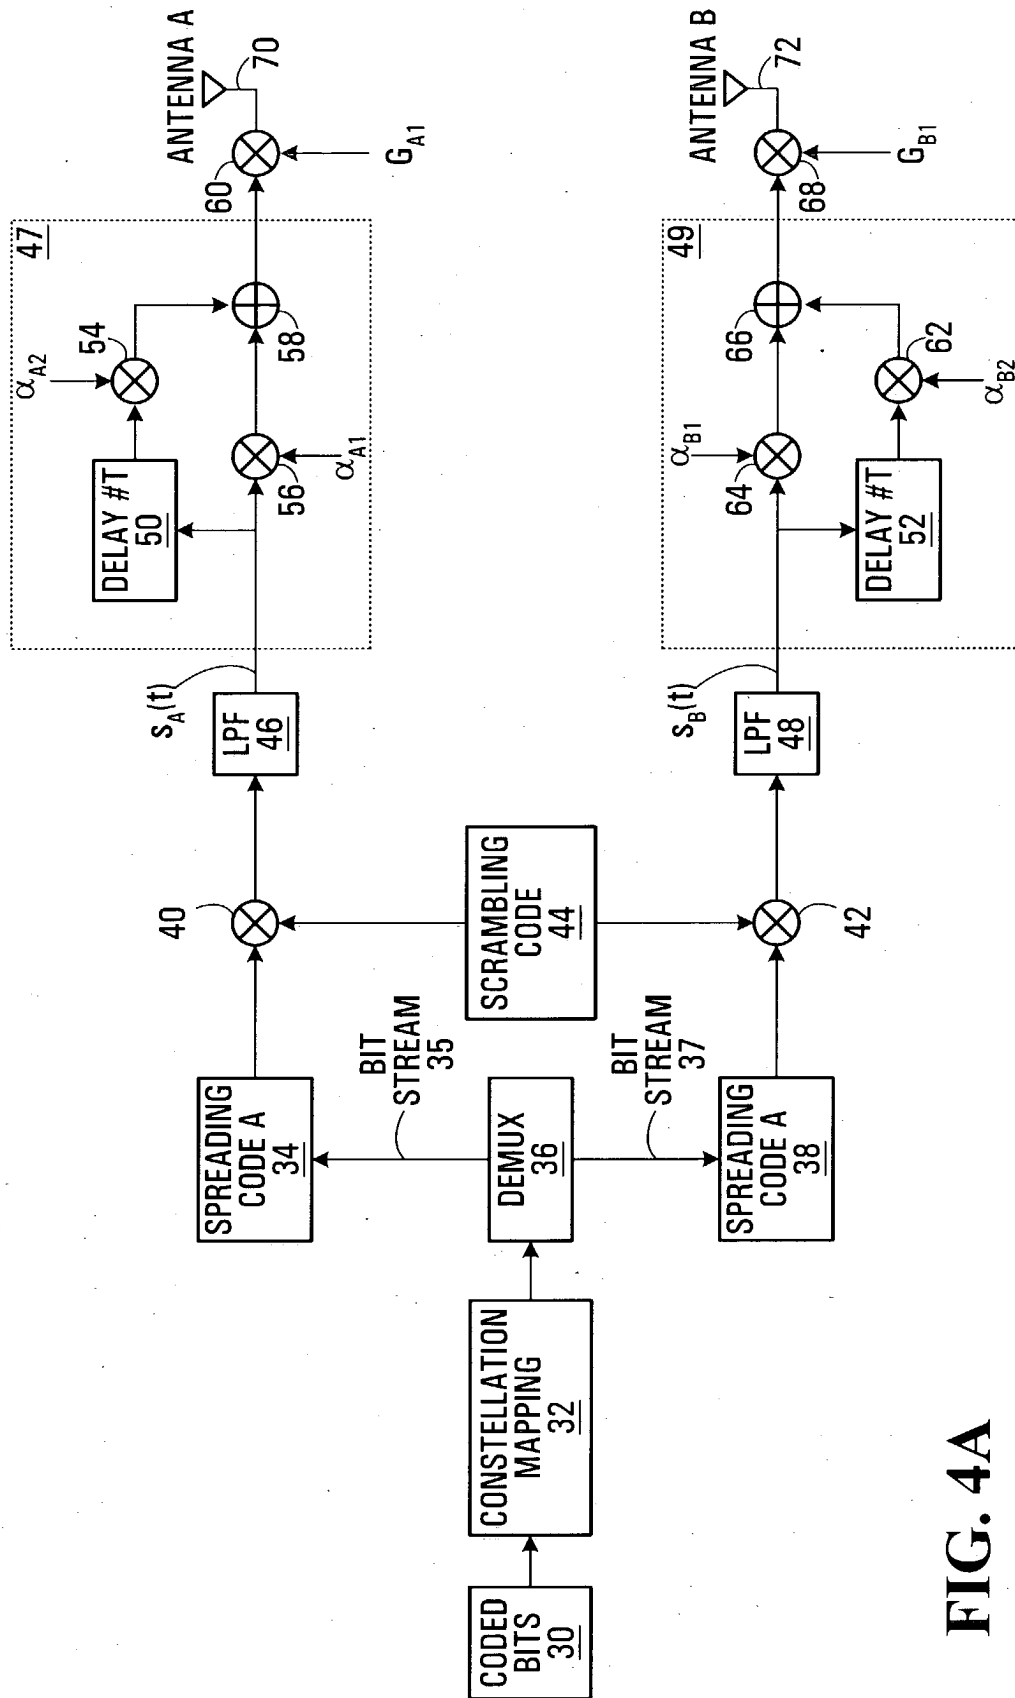 CODED
BITS
30
CONSTELLATION
MAPPING
32
DEMUX
36
BIT
STREAM
35
BIT
STREAM
37
SPREADING
CODE A
34
SPREADING
CODE A
38
SCRAMBLING
CODE
44
40
42
LPF
46
LPF
48
s_A(t)
s_B(t)
47
DELAY #T
50
α_A2
54
56
α_A1
58
60
G_A1
ANTENNA A
70
49
α_B1
64
66
DELAY #T
52
62
α_B2
68
G_B1
ANTENNA B
72
FIG. 4A